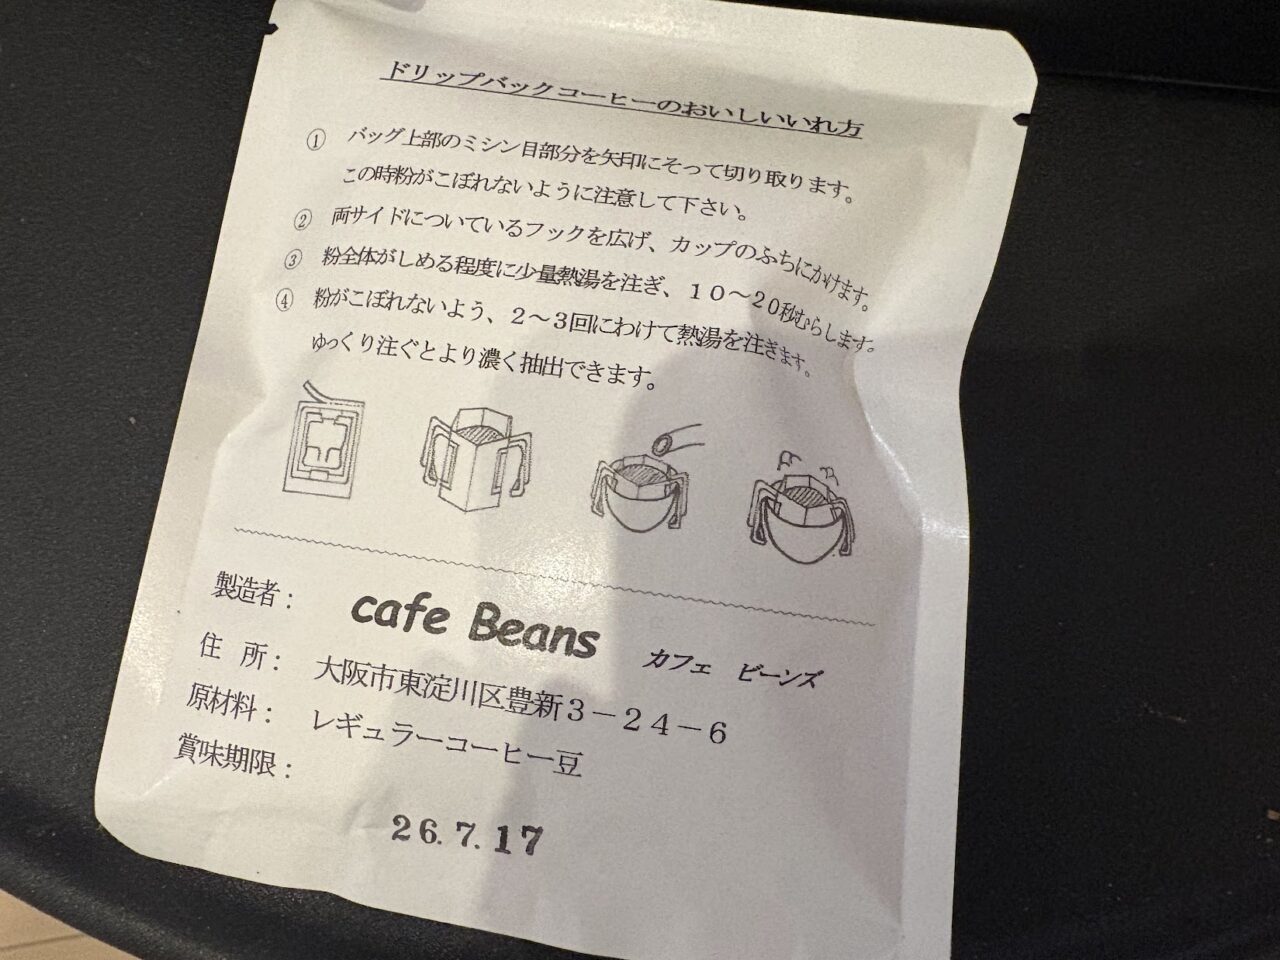 ドリップバックコーヒーのおいしいいれ方
① バッグ上部のミシン目部分を矢印にそって切り取ります。
この時粉がこぼれないように注意して下さい。
② 両サイドについているフックを広げ、カップのふちにかけます。
③ 粉全体がしめる程度に少量熱湯を注ぎ、10～20秒むらします。
④ 粉がこぼれないよう、2～3回にわけて熱湯を注きます。
ゆっくり注ぐとより濃く抽出できます。
製造者： cafe Beans カフェ ビーンズ
住 所： 大阪市東淀川区豊新3－24－6
原材料： レギュラーコーヒー豆
賞味期限：
26.7.17